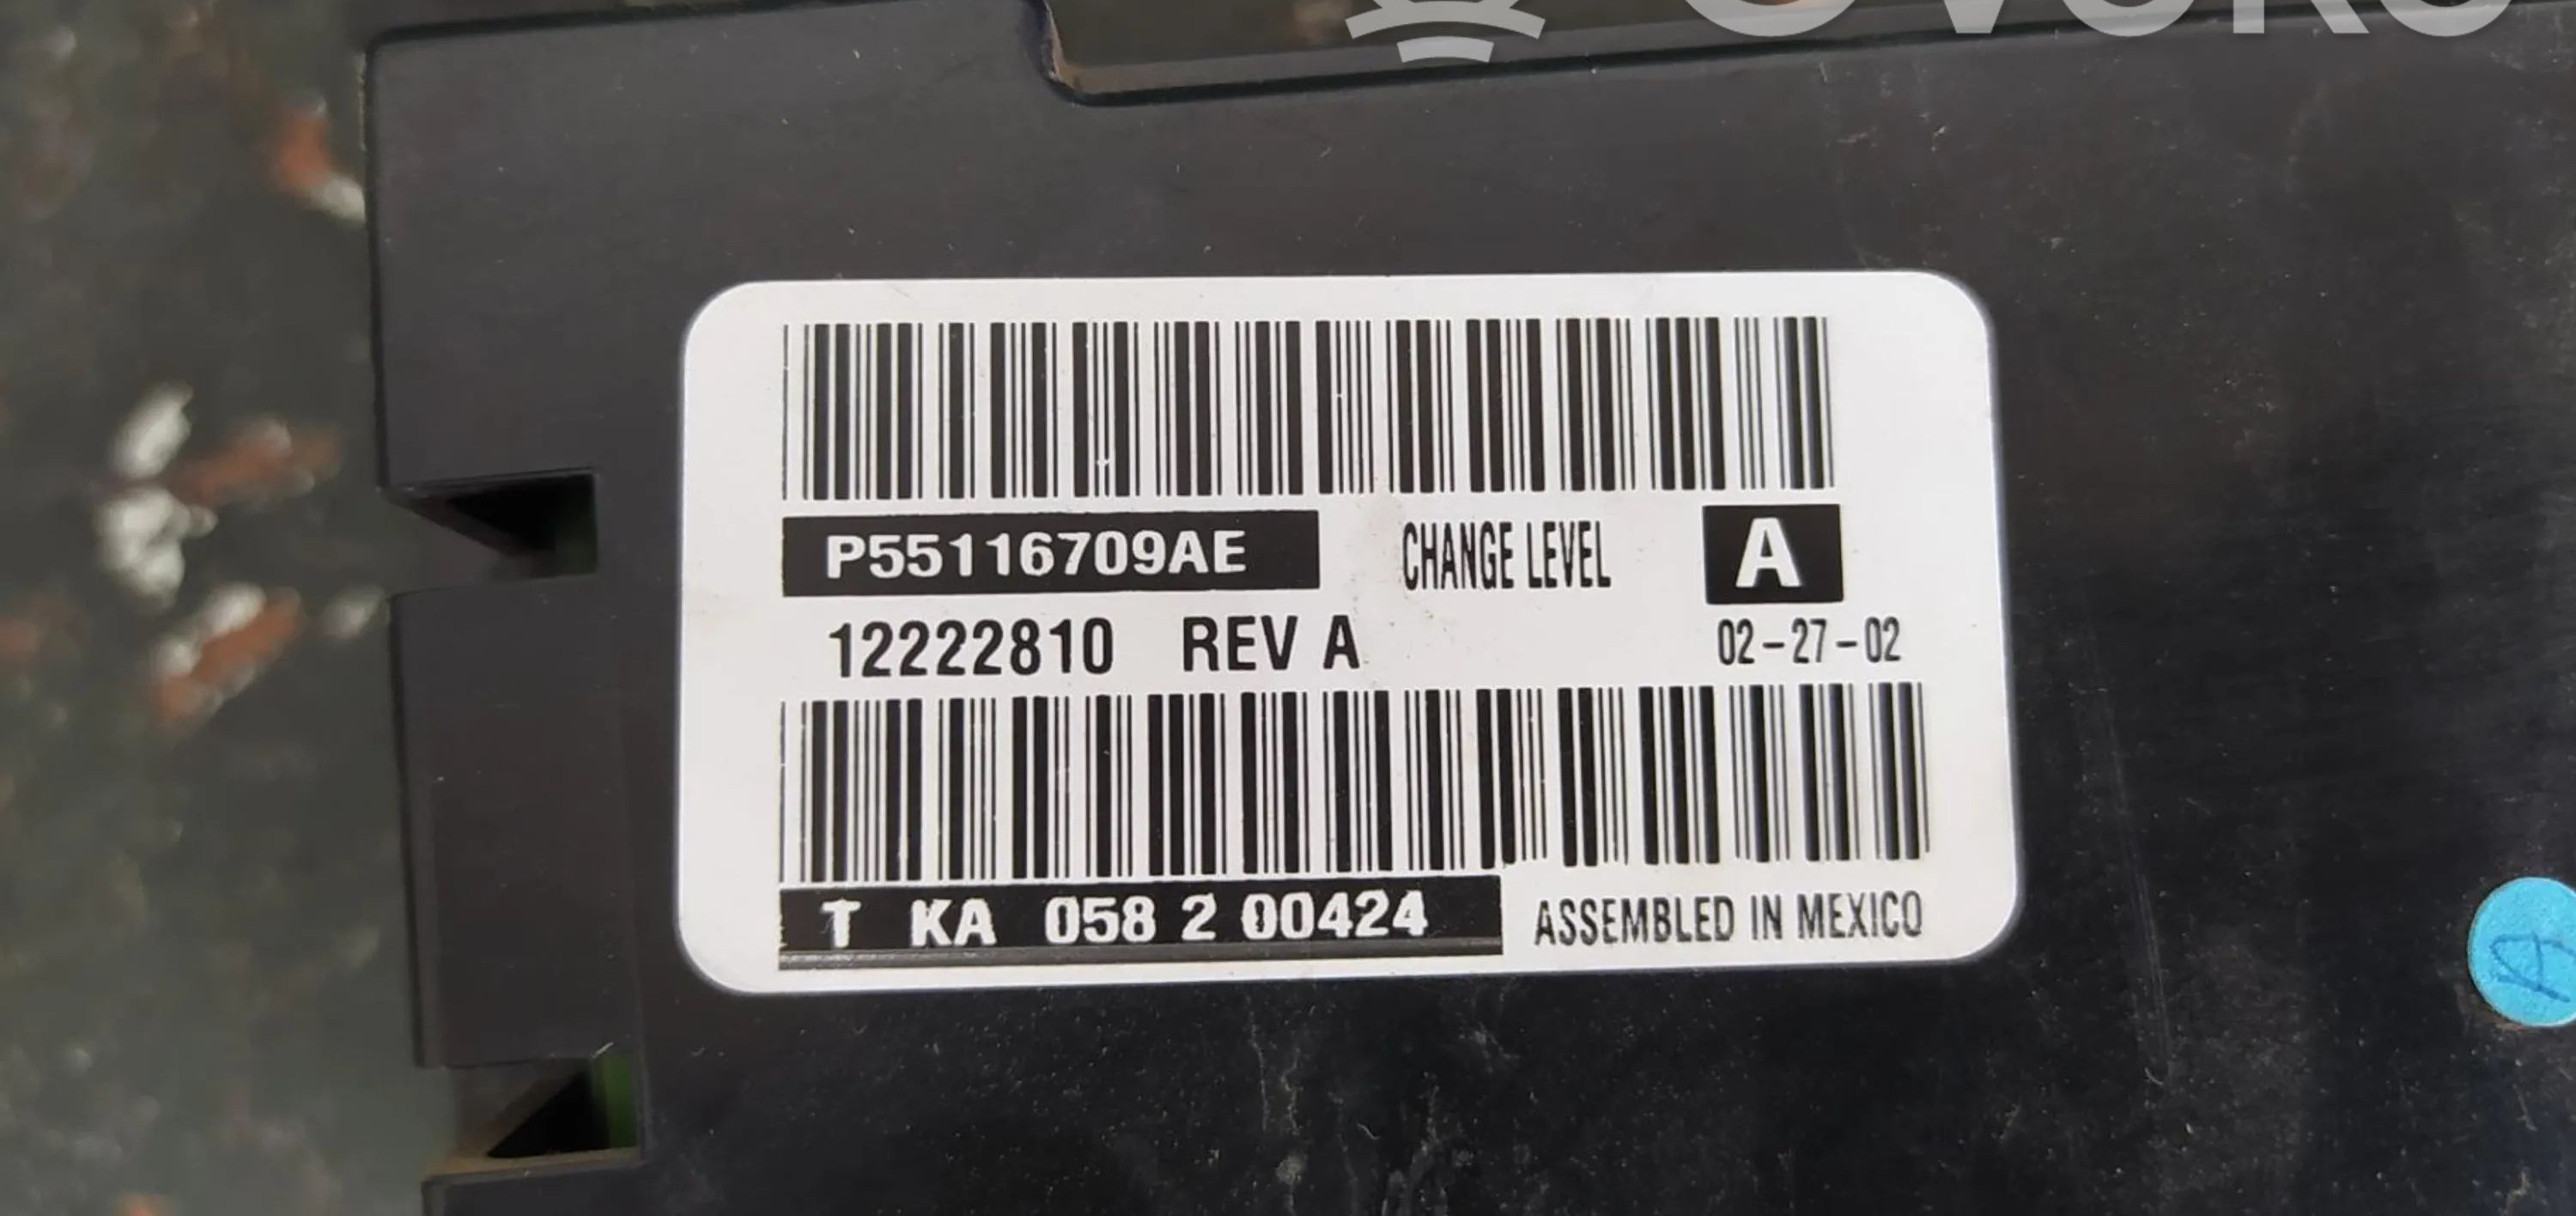 P55116709AE CHANGE LEVEL A
12222810 REV A 02-27-02
T KA 058 2 00424 ASSEMBLED IN MEXICO
A